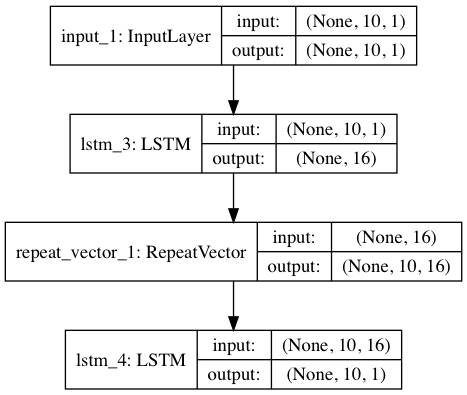 input_1: InputLayer
input: (None, 10, 1)
output: (None, 10, 1)
lstm_3: LSTM
input: (None, 10, 1)
output: (None, 16)
repeat_vector_1: RepeatVector
input: (None, 16)
output: (None, 10, 16)
lstm_4: LSTM
input: (None, 10, 16)
output: (None, 10, 1)